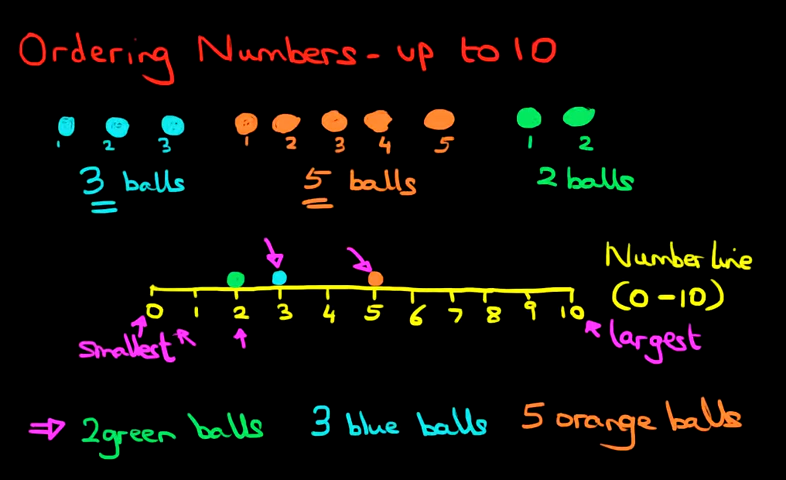 Ordering Numbers - up to 10
1 2 3 1 2 3 4 5 1 2
3 balls 5 balls 2 balls
Number line
(0 - 10)
0 1 2 3 4 5 6 7 8 9 10
smallest largest
⇒ 2 green balls 3 blue balls 5 orange balls